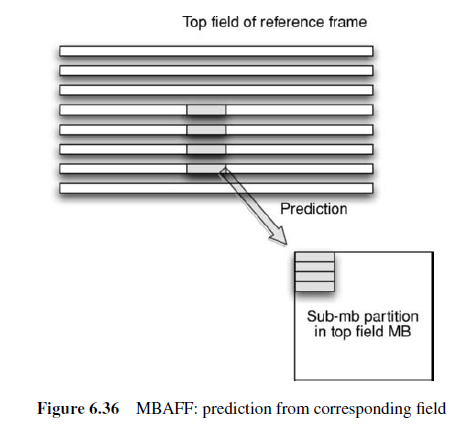 Top field of reference frame
Prediction
Sub-mb partition
in top field MB
Figure 6.36 MBAFF: prediction from corresponding field